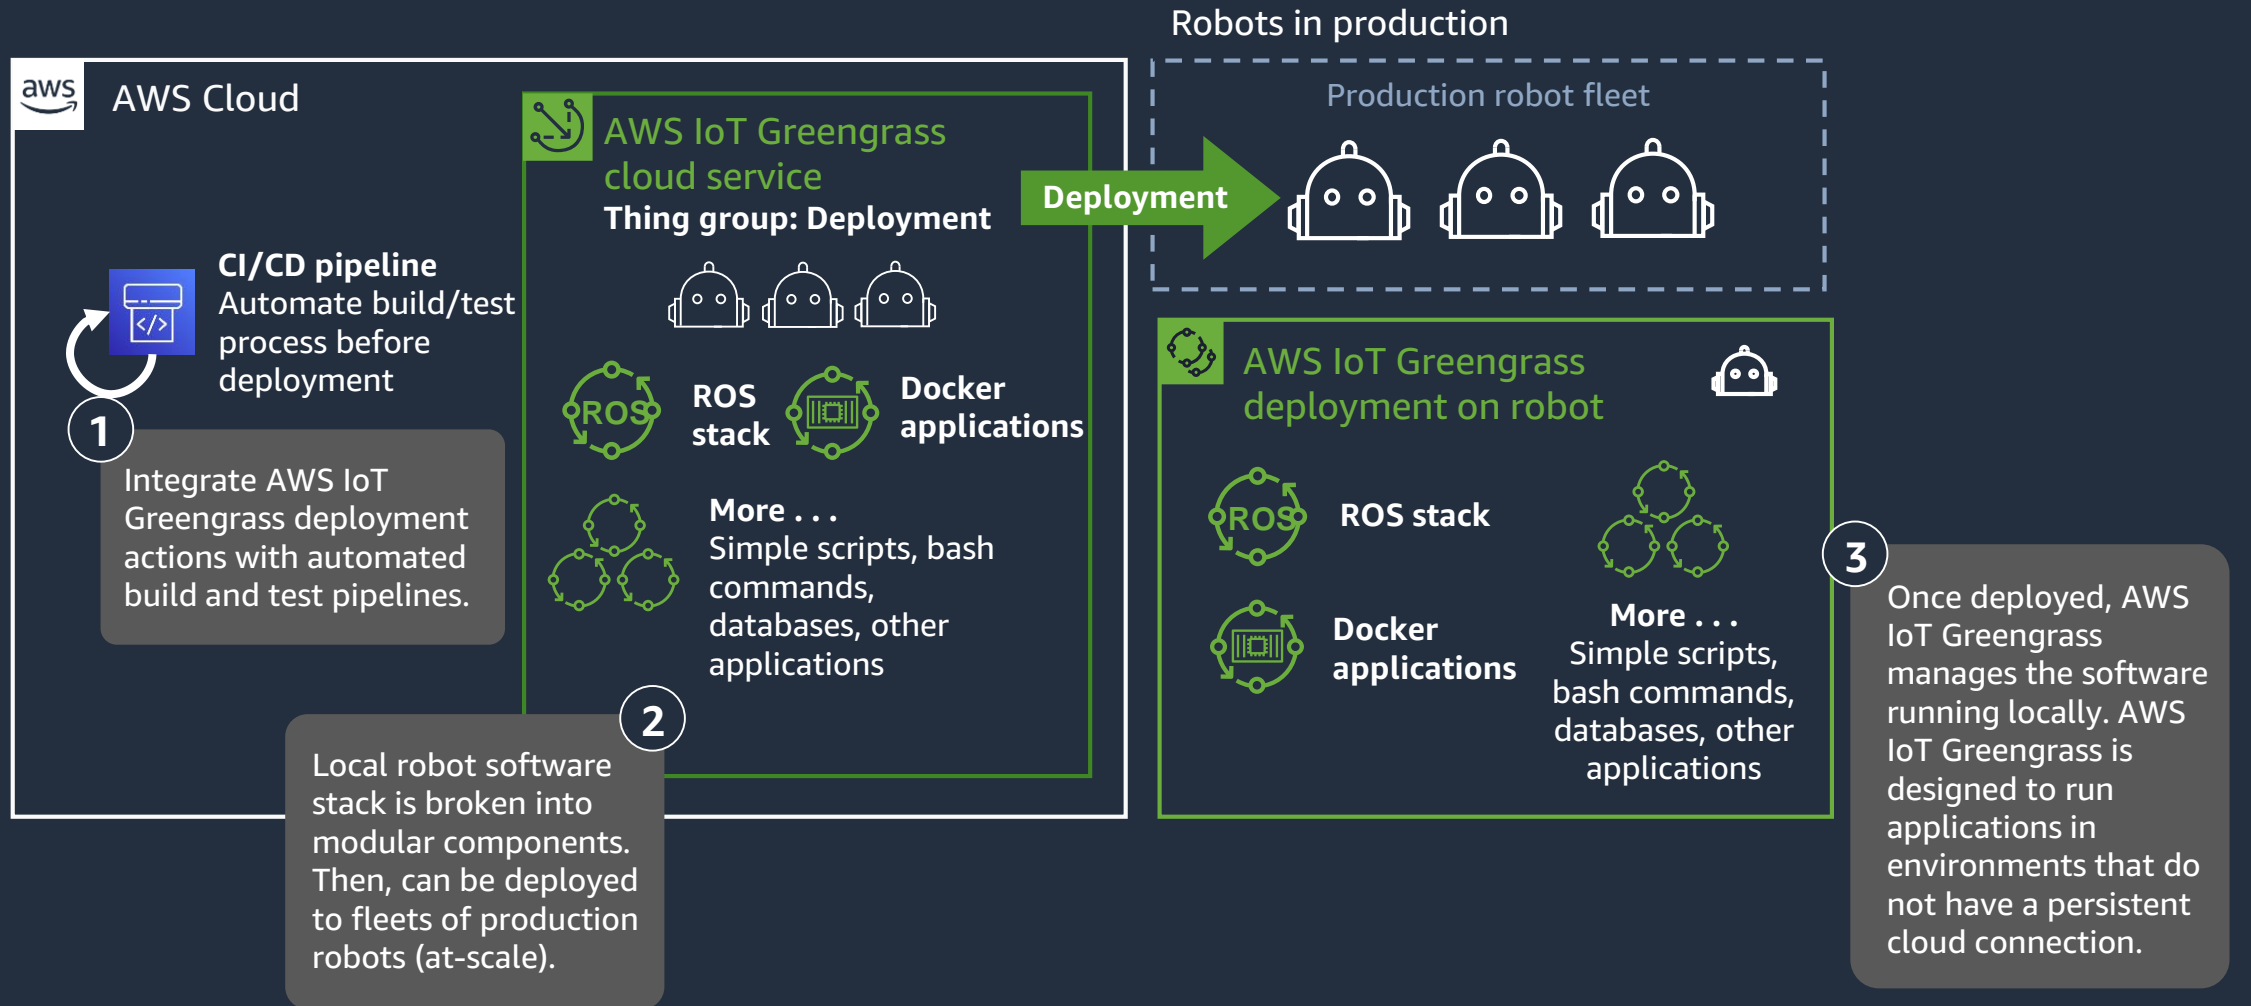 Robots in production
aws
AWS Cloud
AWS IoT Greengrass
cloud service
Thing group: Deployment
Deployment
Production robot fleet
CI/CD pipeline
Automate build/test
process before
deployment
</>
1
Integrate AWS IoT
Greengrass deployment
actions with automated
build and test pipelines.
ROS
ROS
stack
Docker
applications
More . . .
Simple scripts, bash
commands,
databases, other
applications
2
Local robot software
stack is broken into
modular components.
Then, can be deployed
to fleets of production
robots (at-scale).
AWS IoT Greengrass
deployment on robot
ROS
ROS stack
Docker
applications
More . . .
Simple scripts,
bash commands,
databases, other
applications
3
Once deployed, AWS
IoT Greengrass
manages the software
running locally. AWS
IoT Greengrass is
designed to run
applications in
environments that do
not have a persistent
cloud connection.